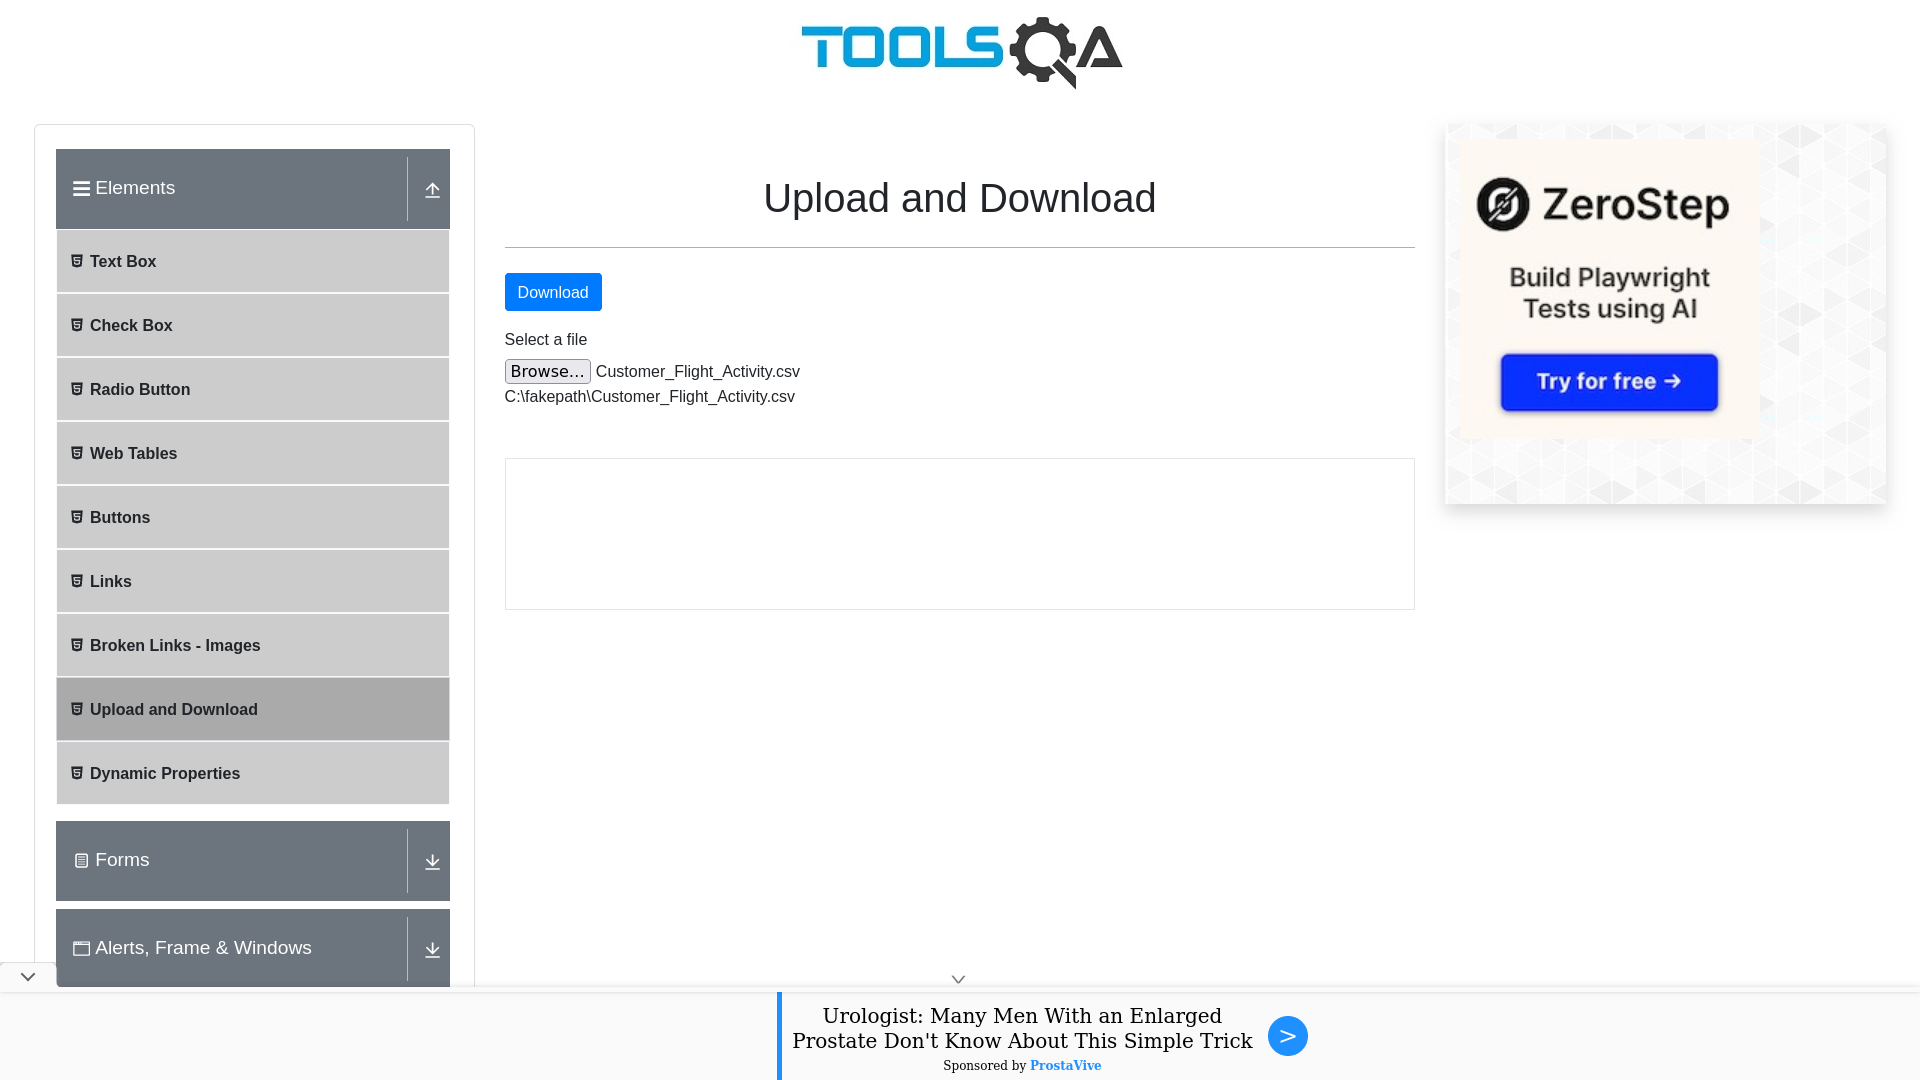 TOOLSQA
Elements
Text Box
Check Box
Radio Button
Web Tables
Buttons
Links
Broken Links - Images
Upload and Download
Dynamic Properties
Forms
Alerts, Frame & Windows
Upload and Download
Download
Select a file
Browse... Customer_Flight_Activity.csv
C:\fakepath\Customer_Flight_Activity.csv
ZeroStep
Build Playwright
Tests using AI
Try for free →
Urologist: Many Men With an Enlarged
Prostate Don't Know About This Simple Trick
Sponsored by ProstaVive
>